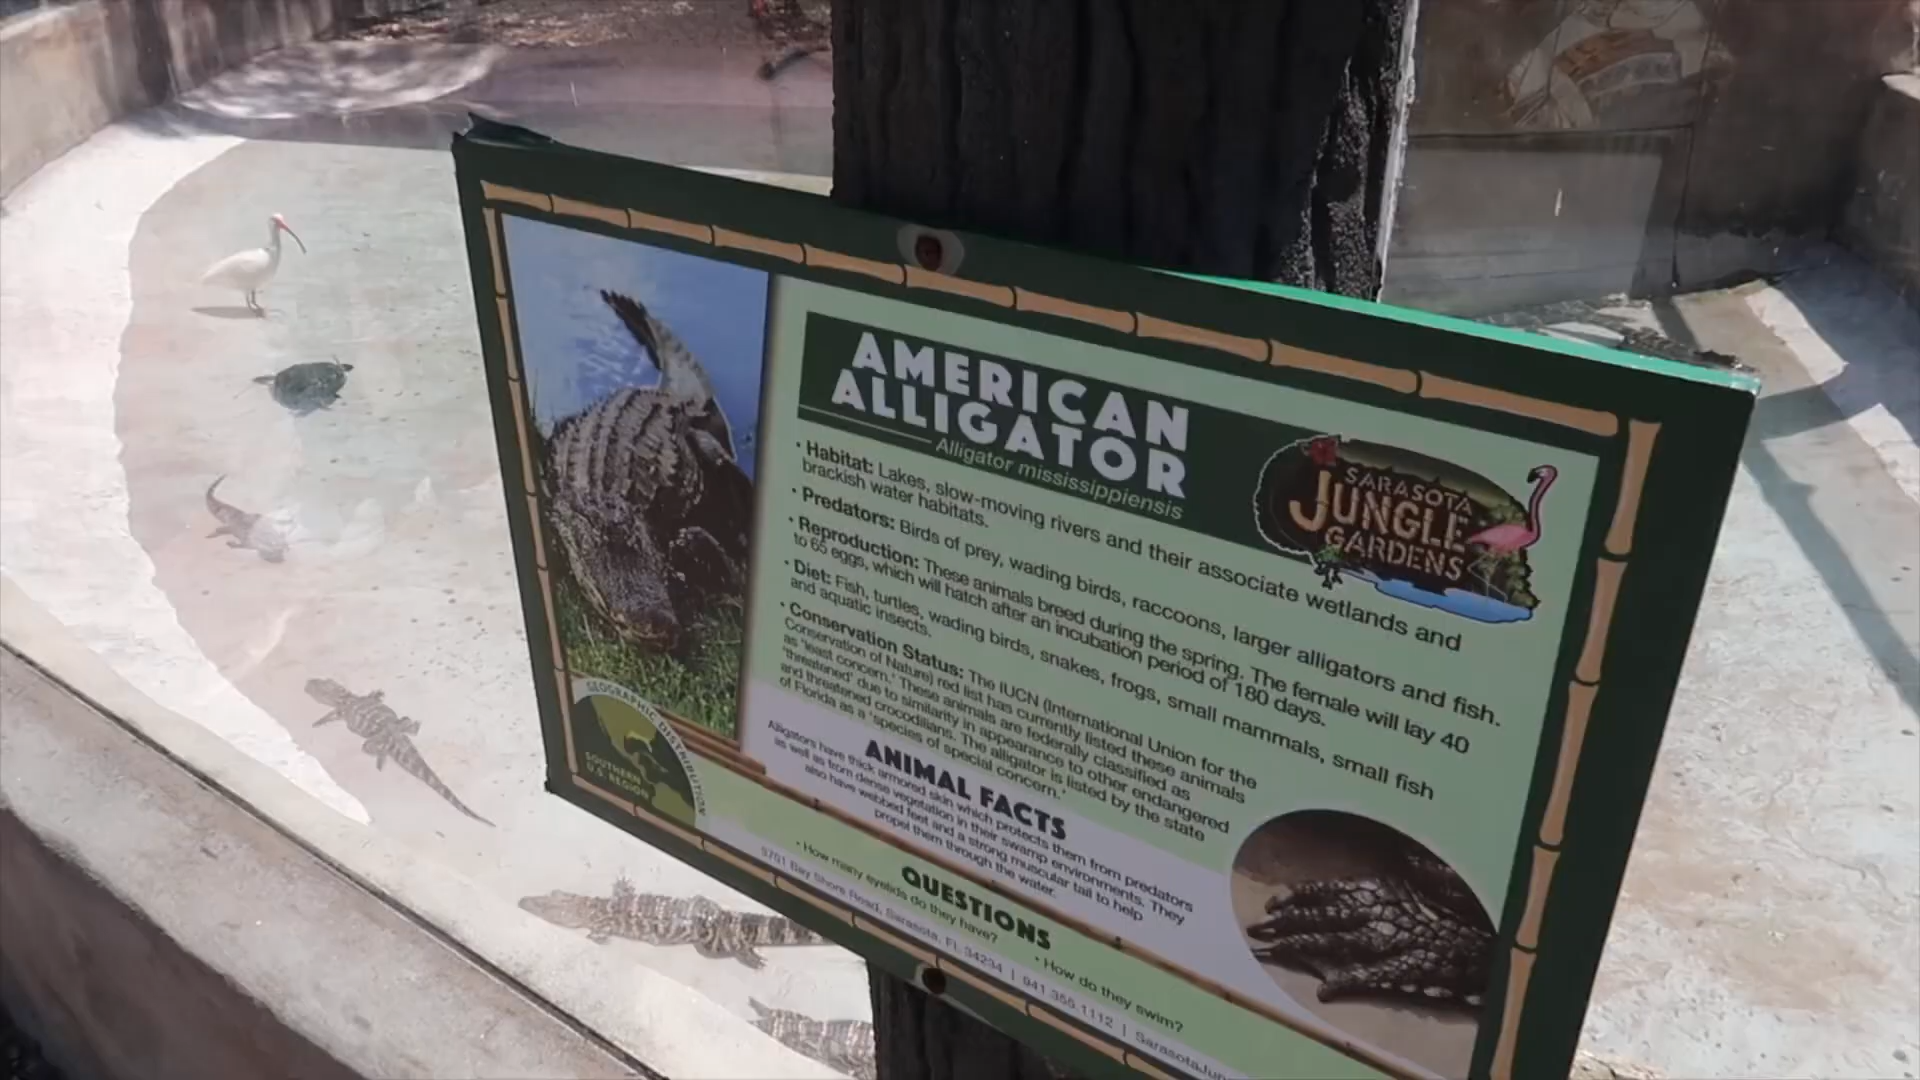 AMERICAN
ALLIGATOR
Alligator mississippiensis
SARASOTA
JUNGLE
GARDENS
• Habitat: Lakes, slow-moving rivers and their associate wetlands and
brackish water habitats.
• Predators: Birds of prey, wading birds, raccoons, larger alligators and fish.
• Reproduction: These animals breed during the spring. The female will lay 40
to 65 eggs, which will hatch after an incubation period of 180 days.
• Diet: Fish, turtles, wading birds, snakes, frogs, small mammals, small fish
and aquatic insects.
• Conservation Status: The IUCN (International Union for the
Conservation of Nature) red list has currently listed these animals
as 'least concern.' These animals are federally classified as
'threatened' due to similarity in appearance to other endangered
and threatened crocodilians. The alligator is listed by the state
of Florida as a 'species of special concern.'
GEOGRAPHIC DISTRIBUTION
SOUTHERN
U.S. REGION
ANIMAL FACTS
Alligators have thick armored skin which protects them from predators
as well as from dense vegetation in their swamp environments. They
also have webbed feet and a strong muscular tail to help
propel them through the water.
QUESTIONS
• How many eyelids do they have?
• How do they swim?
3701 Bay Shore Road, Sarasota, FL 34234 | 941.355.1112 | SarasotaJun